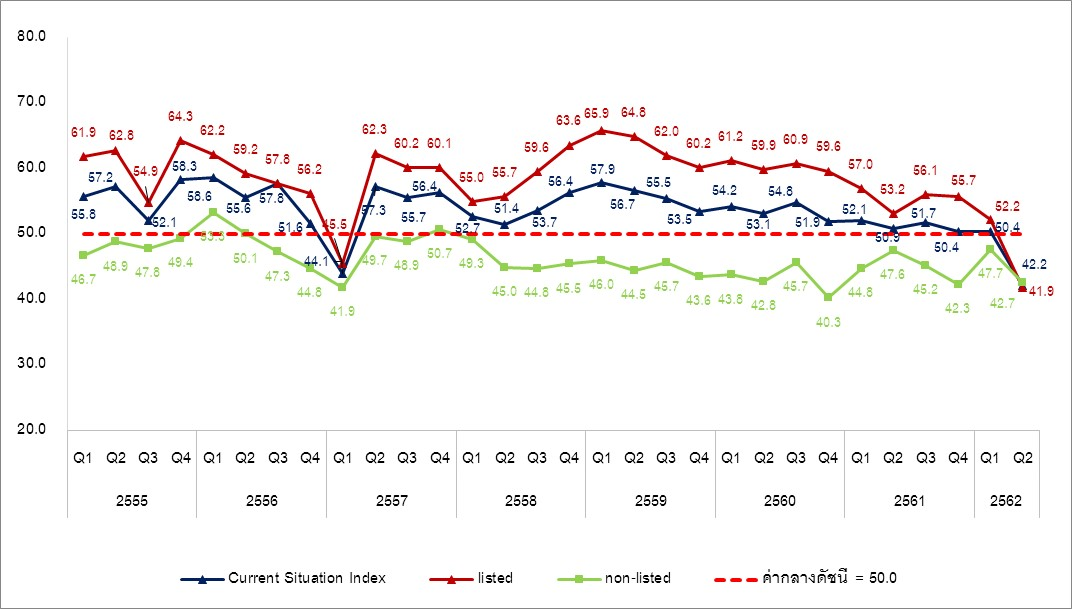 80.0
70.0
60.0
50.0
40.0
30.0
20.0
61.9 62.8 54.9 64.3 62.2 59.2 57.8 56.2 45.5 62.3 60.2 60.1 55.0 55.7 59.6 63.6 65.9 64.8 62.0 60.2 61.2 59.9 60.9 59.6 57.0 53.2 56.1 55.7 52.2 41.9
55.8 57.2 52.1 58.3 58.6 55.6 57.8 51.6 44.1 57.3 55.7 56.4 52.7 51.4 53.7 56.4 57.9 56.7 55.5 53.5 54.2 53.1 54.8 51.9 52.1 50.9 51.7 50.4 50.4 42.2
46.7 48.9 47.8 49.4 53.3 50.1 47.3 44.8 41.9 49.7 48.9 50.7 49.3 45.0 44.8 45.5 46.0 44.5 45.7 43.6 43.8 42.8 45.7 40.3 44.8 47.6 45.2 42.3 47.7 42.7
Q1 Q2 Q3 Q4 Q1 Q2 Q3 Q4 Q1 Q2 Q3 Q4 Q1 Q2 Q3 Q4 Q1 Q2 Q3 Q4 Q1 Q2 Q3 Q4 Q1 Q2 Q3 Q4 Q1 Q2
2555 2556 2557 2558 2559 2560 2561 2562
Current Situation Index listed non-listed ค่ากลางดัชนี = 50.0